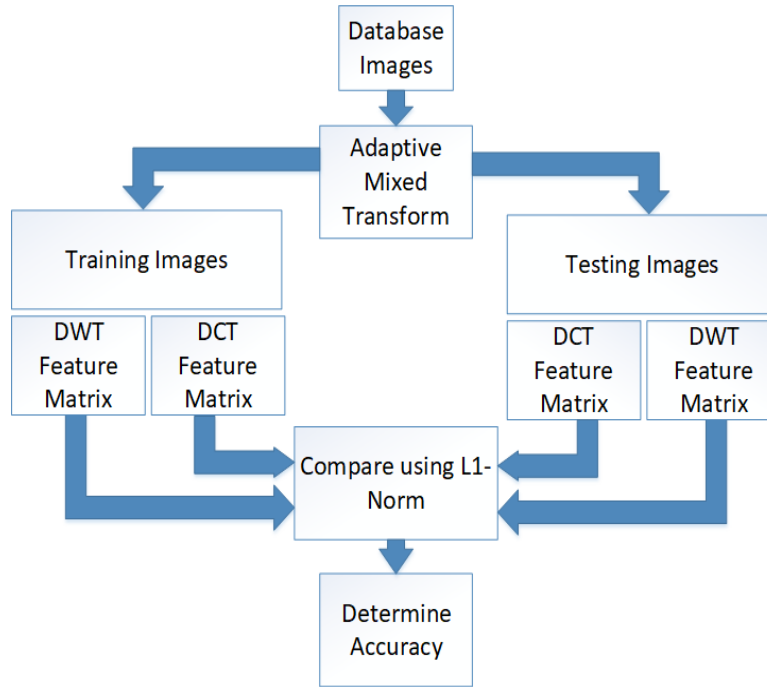 Database
Images
Adaptive
Mixed
Transform
Training Images
Testing Images
DWT
Feature
Matrix
DCT
Feature
Matrix
DCT
Feature
Matrix
DWT
Feature
Matrix
Compare using L1-
Norm
Determine
Accuracy